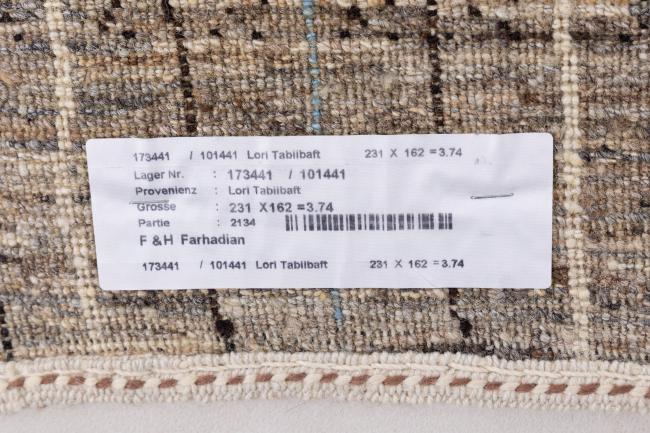 173441 / 101441 Lori Tabiibaft 231 X 162 =3.74
Lager Nr. : 173441 / 101441
Provenienz : Lori Tabiibaft
Grosse : 231 X162 =3.74
Partie : 2134
F &H Farhadian
173441 / 101441 Lori Tabiibaft 231 X 162 =3.74